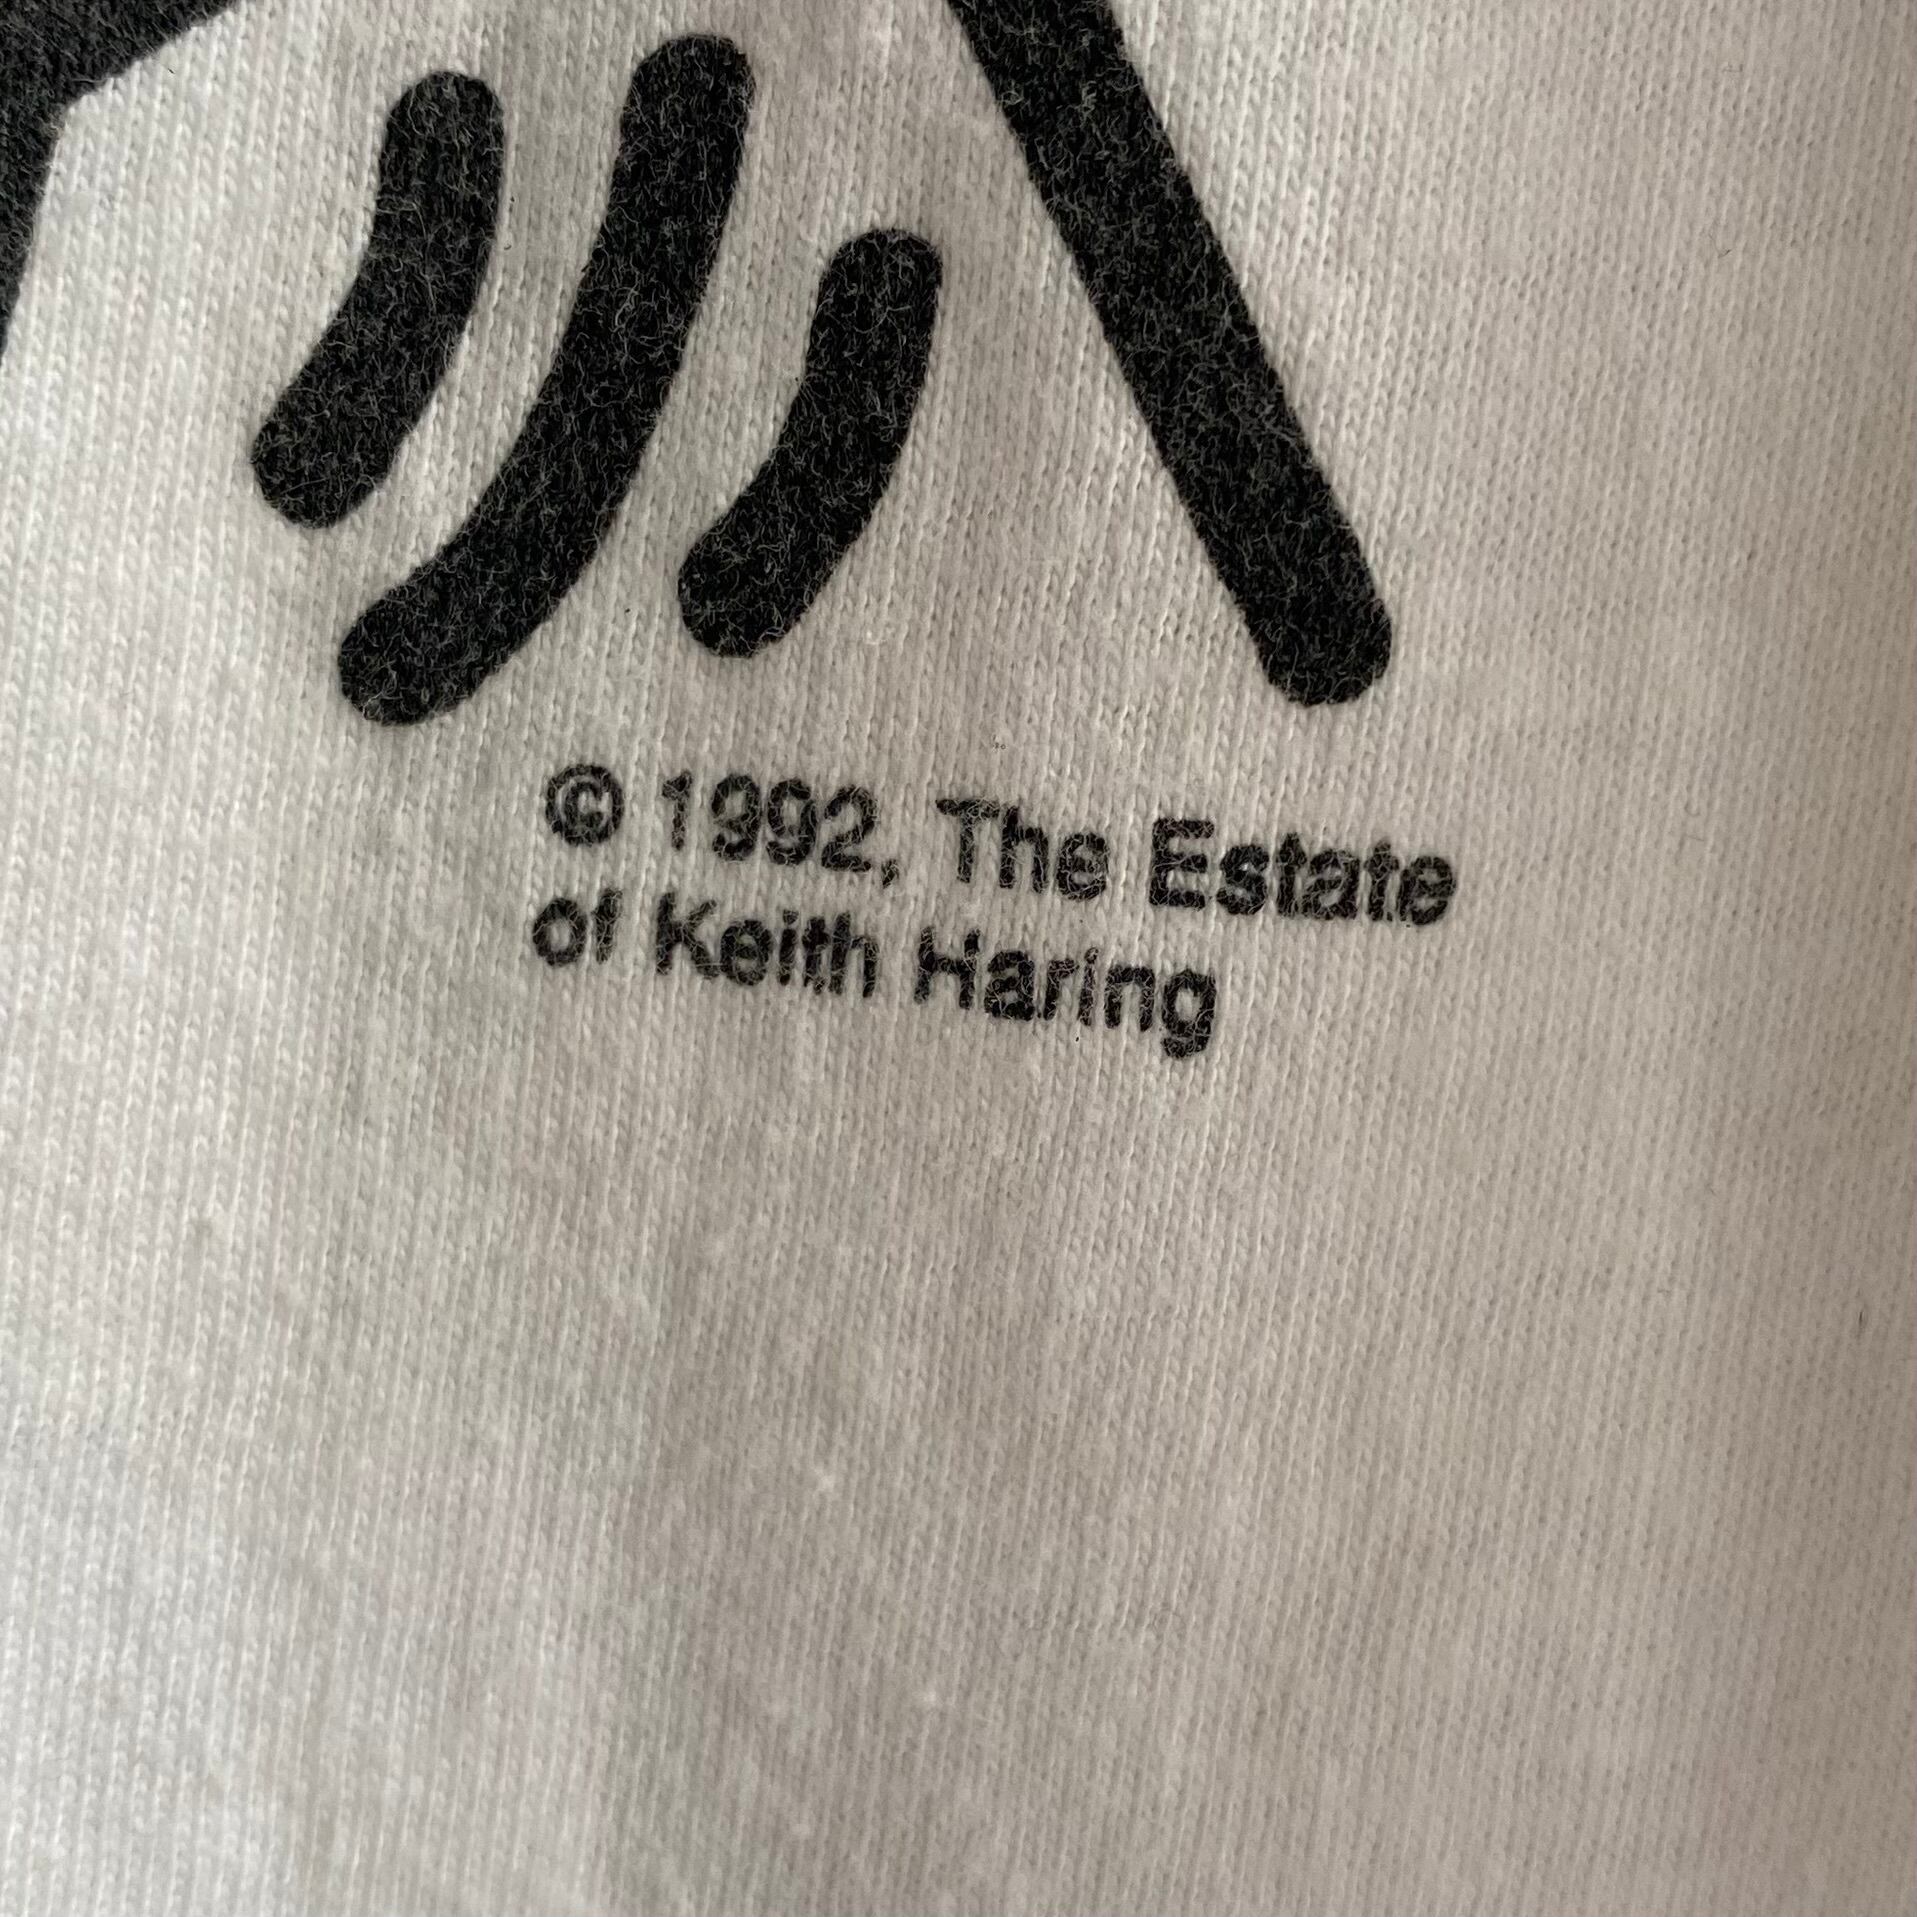 © 1992, The Estate
of Keith Haring